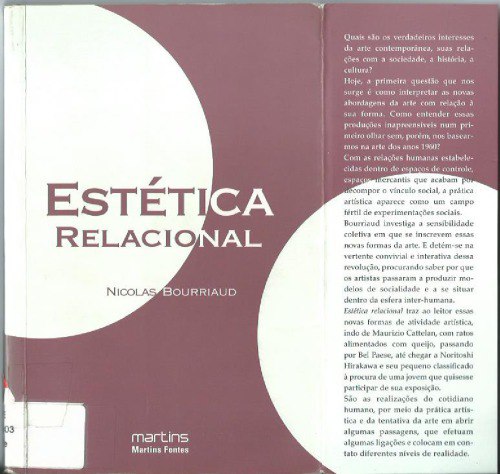 ESTÉTICA
RELACIONAL
NICOLAS BOURRIAUD
martins
Martins Fontes
03
e
Quais são os verdadeiros interesses
da arte contemporânea, suas rela-
ções com a sociedade, a história, a
cultura?
Hoje, a primeira questão que nos
surge é como interpretar as novas
abordagens da arte com relação à
sua forma. Como entender essas
produções inapreensíveis num pri-
meiro olhar sem, porém, nos basear-
mos na arte dos anos 1960?
Com as relações humanas estabele-
cidas dentro de espaços de controle,
espaços mercantis que acabam por
decompor o vínculo social, a prática
artística aparece como um campo
fértil de experimentações sociais.
Bourriaud investiga a sensibilidade
coletiva em que se inscrevem essas
novas formas da arte. E detém-se na
vertente convivial e interativa dessa
revolução, procurando saber por que
os artistas passaram a produzir mo-
delos de socialidade e a se situar
dentro da esfera inter-humana.
Estética relacional traz ao leitor essas
novas formas de atividade artística,
indo de Maurizio Cattelan, com ratos
alimentados com queijo, passando
por Bel Paese, até chegar a Noritoshi
Hirakawa e seu pequeno classificado
à procura de uma jovem que quisesse
participar de sua exposição.
São as realizações do cotidiano
humano, por meio da prática artís-
tica e da tentativa da arte em abrir
algumas passagens, que efetuam
algumas ligações e colocam em con-
tato diferentes níveis de realidade.